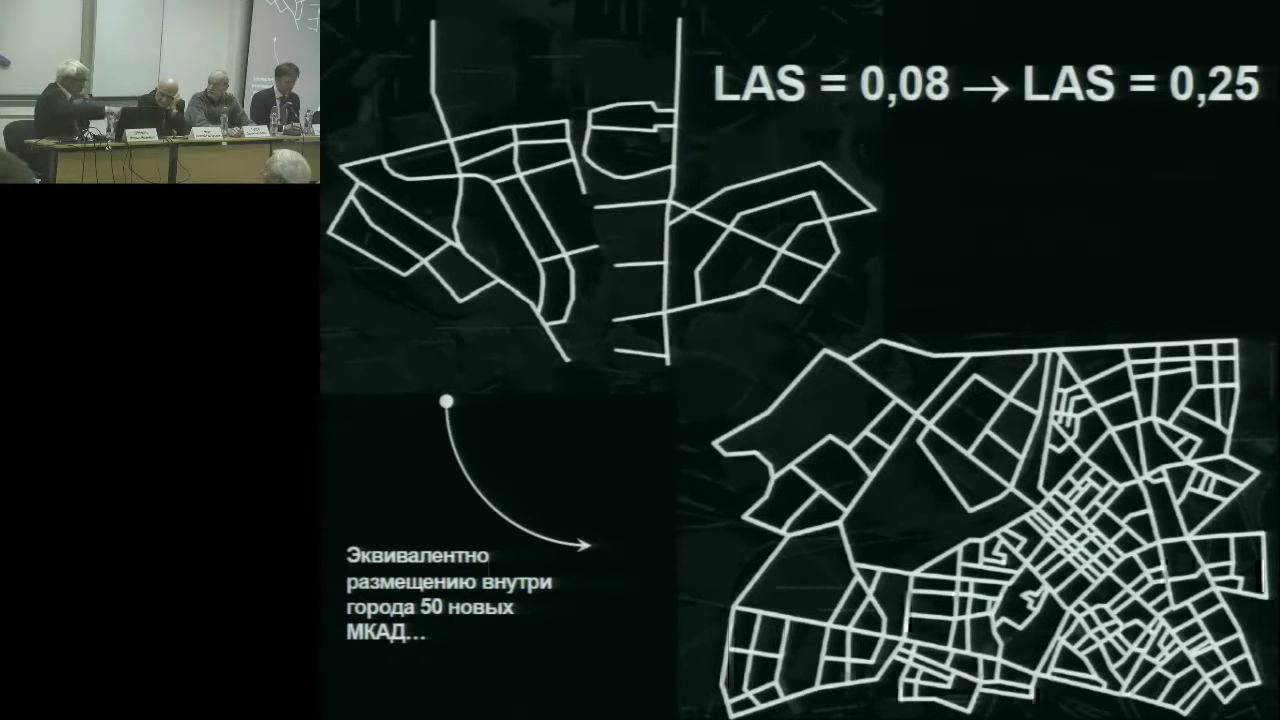 LAS = 0,08 → LAS = 0,25
Эквивалентно
размещению внутри
города 50 новых
МКАД...